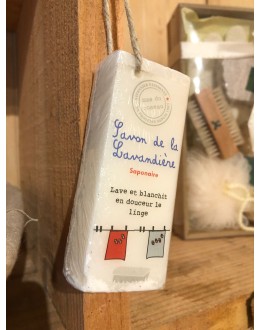 Savon de la
Lavandière
Saponaire
Lave et blanchit
en douceur le
linge